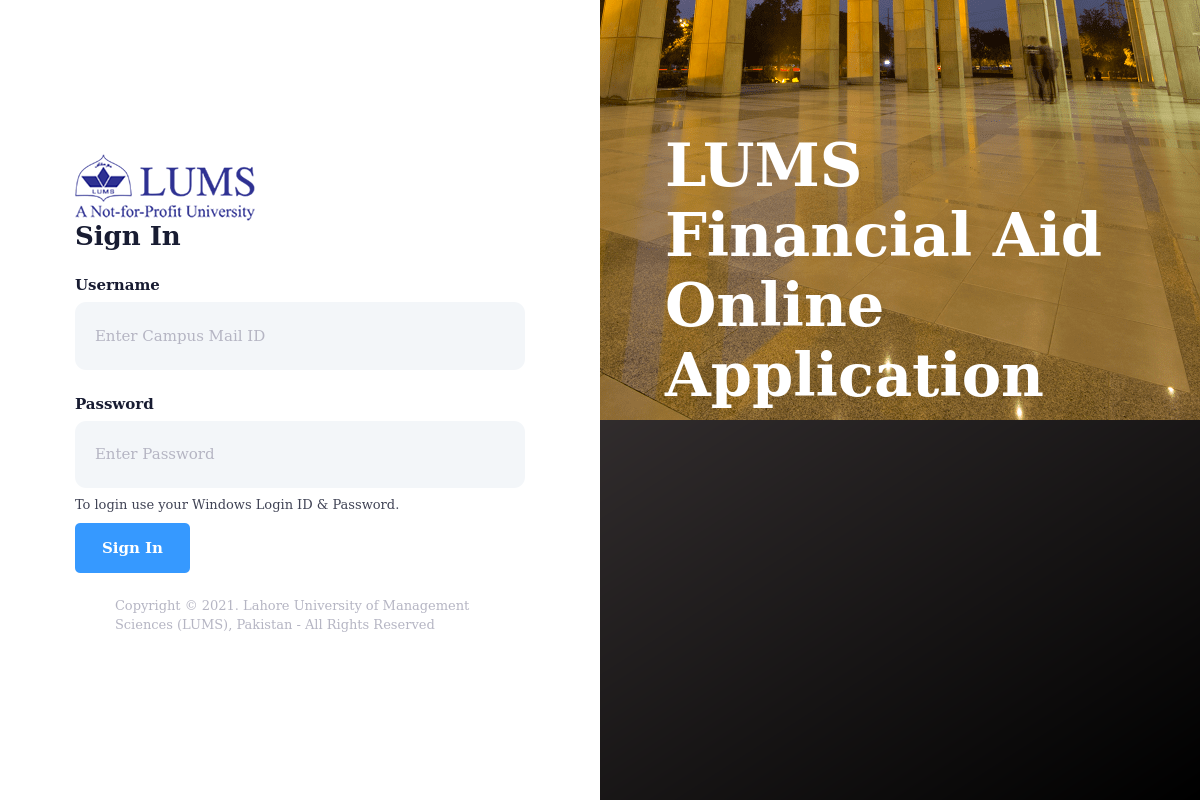 LUMS
LUMS
A Not-for-Profit University
Sign In
Username
Enter Campus Mail ID
Password
Enter Password
To login use your Windows Login ID & Password.
Sign In
Copyright © 2021. Lahore University of Management
Sciences (LUMS), Pakistan - All Rights Reserved
LUMS
Financial Aid
Online
Application